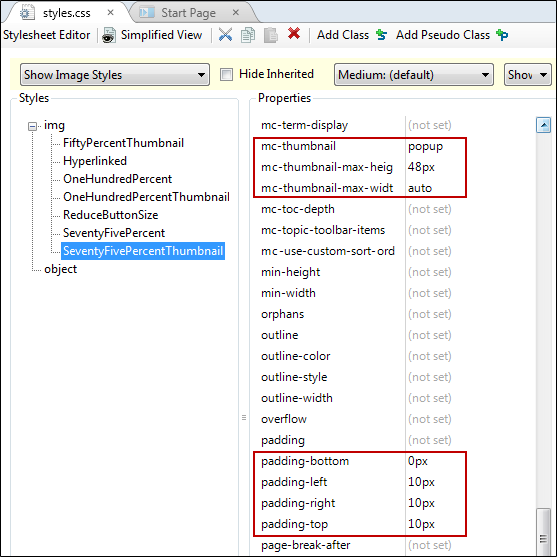 styles.css Start Page
Stylesheet Editor Simplified View Add Class Add Pseudo Class
Show Image Styles Hide Inherited Medium: (default) Show
Styles
img
FiftyPercentThumbnail
Hyperlinked
OneHundredPercent
OneHundredPercentThumbnail
ReduceButtonSize
SeventyFivePercent
SeventyFivePercentThumbnail
object
Properties
mc-term-display (not set)
mc-thumbnail popup
mc-thumbnail-max-heig 48px
mc-thumbnail-max-widt auto
mc-toc-depth (not set)
mc-topic-toolbar-items (not set)
mc-use-custom-sort-ord (not set)
min-height (not set)
min-width (not set)
orphans (not set)
outline (not set)
outline-color (not set)
outline-style (not set)
outline-width (not set)
overflow (not set)
padding (not set)
padding-bottom 0px
padding-left 10px
padding-right 10px
padding-top 10px
page-break-after (not set)